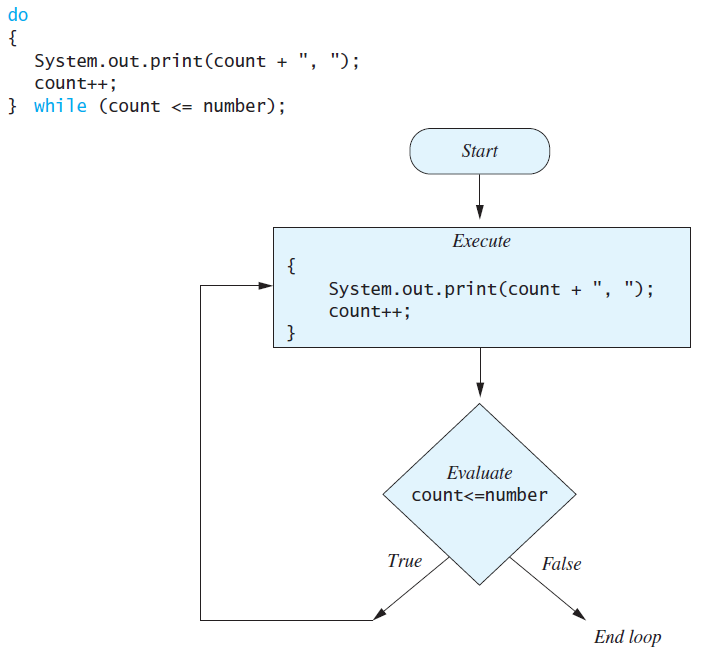 do
{
System.out.print(count + ", ");
count++;
} while (count <= number);
Start
Execute
{
System.out.print(count + ", ");
count++;
}
Evaluate
count<=number
True
False
End loop